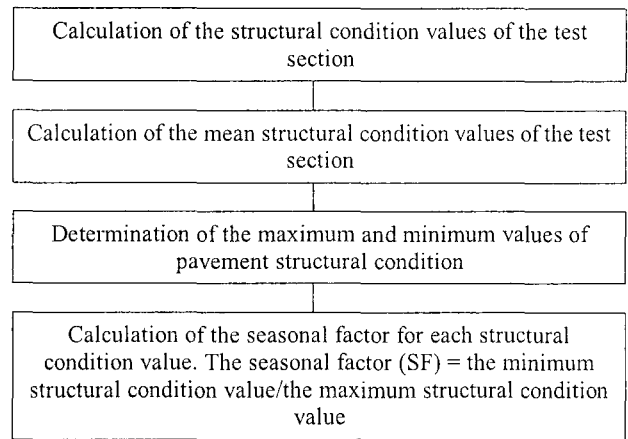 Calculation of the structural condition values of the test
section
Calculation of the mean structural condition values of the test
section
Determination of the maximum and minimum values of
pavement structural condition
Calculation of the seasonal factor for each structural
condition value. The seasonal factor (SF) = the minimum
structural condition value/the maximum structural condition
value